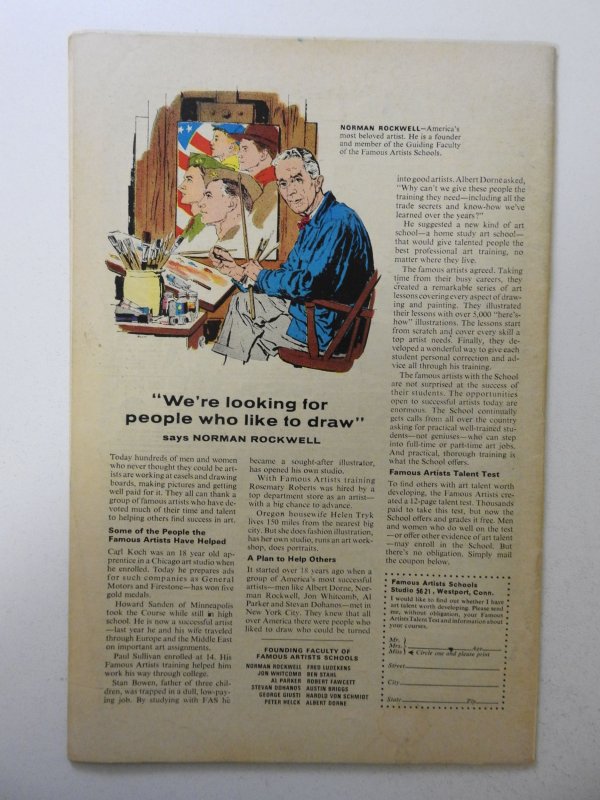 NORMAN ROCKWELL—America's
most beloved artist. He is a founder
and member of the Guiding Faculty
of the Famous Artists Schools.
"We're looking for
people who like to draw"
says NORMAN ROCKWELL
Today hundreds of men and women
who never thought they could be art-
ists are working at easels and drawing
boards, making pictures and getting
well paid for it. They all can thank a
group of famous artists who have de-
voted much of their time and talent
to helping others find success in art.
Some of the People the
Famous Artists Have Helped
Carl Koch was an 18 year old ap-
prentice in a Chicago art studio when
he enrolled. Today he prepares ads
for such companies as General
Motors and Firestone—has won five
gold medals.
Howard Sanden of Minneapolis
took the Course while still in high
school. He is now a successful artist
—last year he and his wife traveled
through Europe and the Middle East
on important art assignments.
Paul Sullivan enrolled at 14. His
Famous Artists training helped him
work his way through college.
Stan Bowen, father of three chil-
dren, was trapped in a dull, low-pay-
ing job. By studying with FAS he
became a sought-after illustrator,
has opened his own studio.
With Famous Artists training
Rosemary Roberts was hired by a
top department store as an artist—
with a big chance to advance.
Oregon housewife Helen Tryk
lives 150 miles from the nearest big
city. But she does fashion illustration,
has her own studio, runs an art work-
shop, does portraits.
A Plan to Help Others
It started over 18 years ago when a
group of America's most successful
—men like Albert Dorne, Nor-
man Rockwell, Jon Whitcomb, Al
Parker and Stevan Dohanos—met in
New York City. They knew that all
over America there were people who
liked to draw who could be turned
into good artists. Albert Dorne asked,
"Why can't we give these people the
training they need—including all the
trade secrets and know-how we've
learned over the years?"
He suggested a new kind of art
school—a home study art school—
that would give talented people the
best professional art training, no
matter where they live.
The famous artists agreed. Taking
time from their busy careers, they
created a remarkable series of art
lessons covering every aspect of draw-
ing and painting. They illustrated
their lessons with over 5,000 "here's-
how" illustrations. The lessons start
from scratch and cover every skill a
top artist needs. Finally, they de-
veloped a wonderful way to give each
student personal correction and ad-
vice all through his training.
The famous artists with the School
are not surprised at the success of
their students. The opportunities
open to successful artists today are
enormous. The School continually
gets calls from all over the country
asking for practical well-trained stu-
dents—not geniuses—who can step
into full-time or part-time art jobs.
And practical, thorough training is
what the School offers.
Famous Artists Talent Test
To find others with art talent worth
developing, the Famous Artists cre-
ated a 12-page talent test. Thousands
paid to take this test, but now the
School offers and grades it free. Men
and women who do well on the test
—or offer other evidence of art talent
—may enroll in the School. But
there's no obligation. Simply mail
the coupon below.
FOUNDING FACULTY OF
FAMOUS ARTISTS SCHOOLS
NORMAN ROCKWELL FRED LUDEKENS
JON WHITCOMB BEN STAHL
AL PARKER ROBERT FAWCETT
STEVAN DOHANOS AUSTIN BRIGGS
GEORGE GIUSTI HAROLD VON SCHMIDT
PETER HELCK ALBERT DORNE
Famous Artists Schools
Studio 5621, Westport, Conn.
I would like to find out whether I have
art talent worth developing. Please send
me, without obligation, your Famous
Artists Talent Test and information about
your courses.
Mr.
Mrs. Age
Miss Circle one and please print
Street
City
State